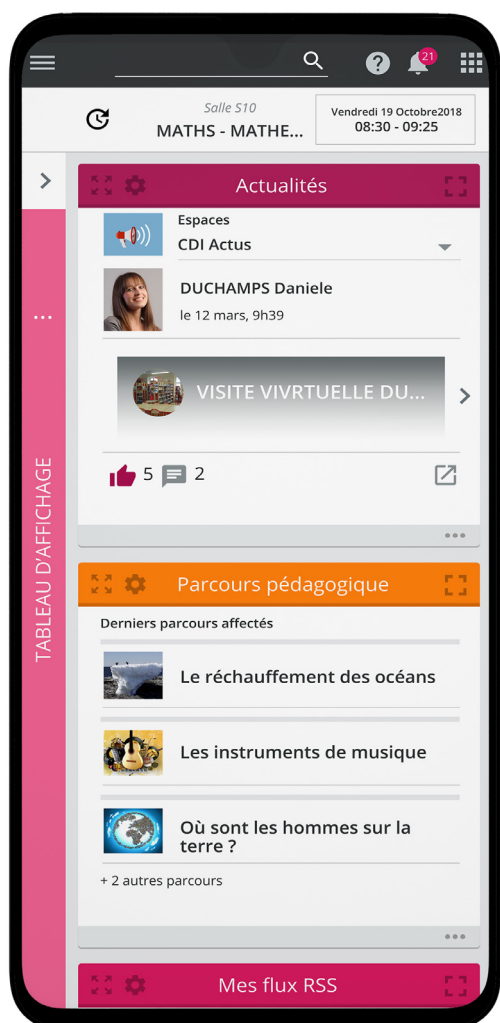 21
Salle S10
MATHS - MATHE...
Vendredi 19 Octobre2018
08:30 - 09:25
Actualités
Espaces
CDI Actus
DUCHAMPS Daniele
le 12 mars, 9h39
VISITE VIVRTUELLE DU...
5 2
TABLEAU D'AFFICHAGE
Parcours pédagogique
Derniers parcours affectés
Le réchauffement des océans
Les instruments de musique
Où sont les hommes sur la
terre ?
+ 2 autres parcours
Mes flux RSS